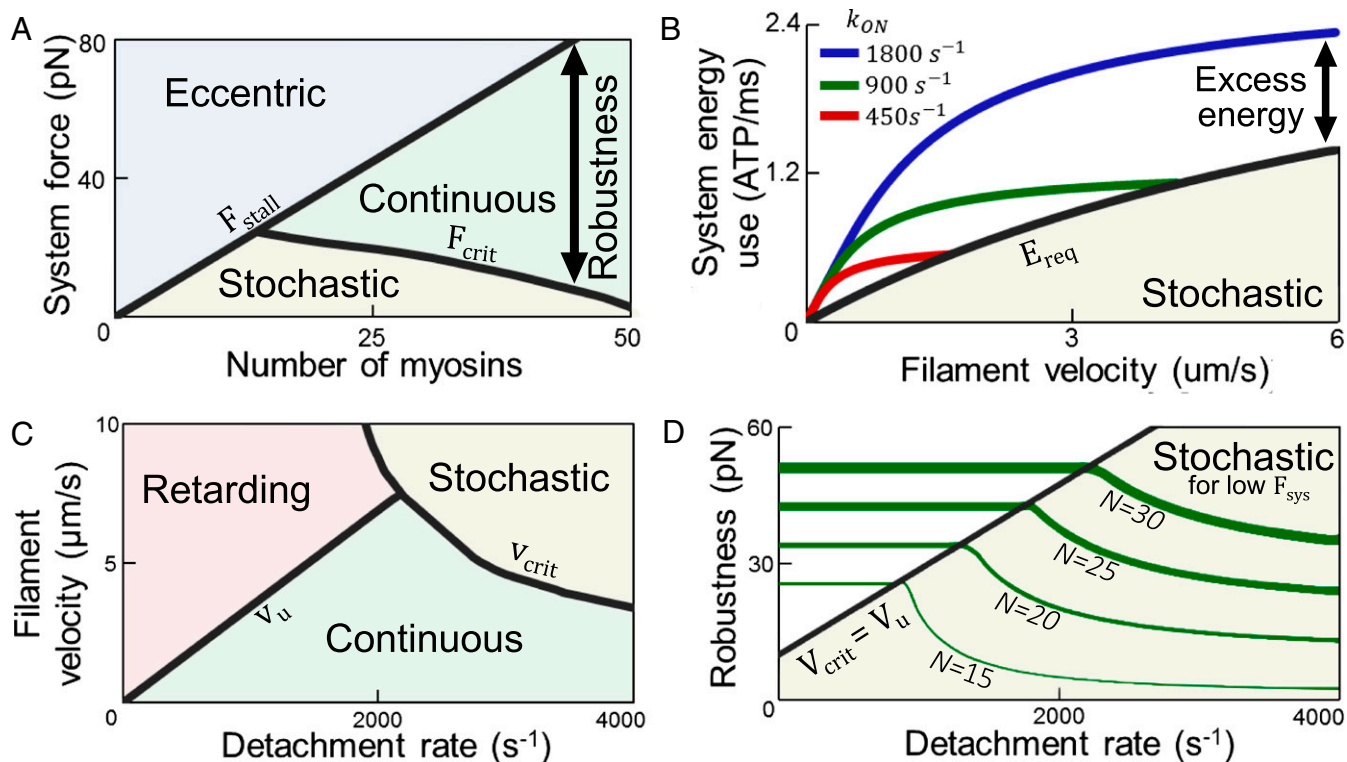 A
System force (pN)
80
40
0
25
50
Number of myosins
Eccentric
Continuous
Robustness
F_stall
F_crit
Stochastic
B
System energy
use (ATP/ms)
2.4
1.2
0
3
6
Filament velocity (um/s)
k_ON
1800 s⁻¹
900 s⁻¹
450s⁻¹
Excess
energy
E_req
Stochastic
C
Filament
velocity (μm/s)
10
5
0
2000
4000
Detachment rate (s⁻¹)
Retarding
Stochastic
v_crit
v_u
Continuous
D
Robustness (pN)
60
30
0
2000
4000
Detachment rate (s⁻¹)
Stochastic
for low F_sys
N=30
N=25
N=20
N=15
V_crit = V_u